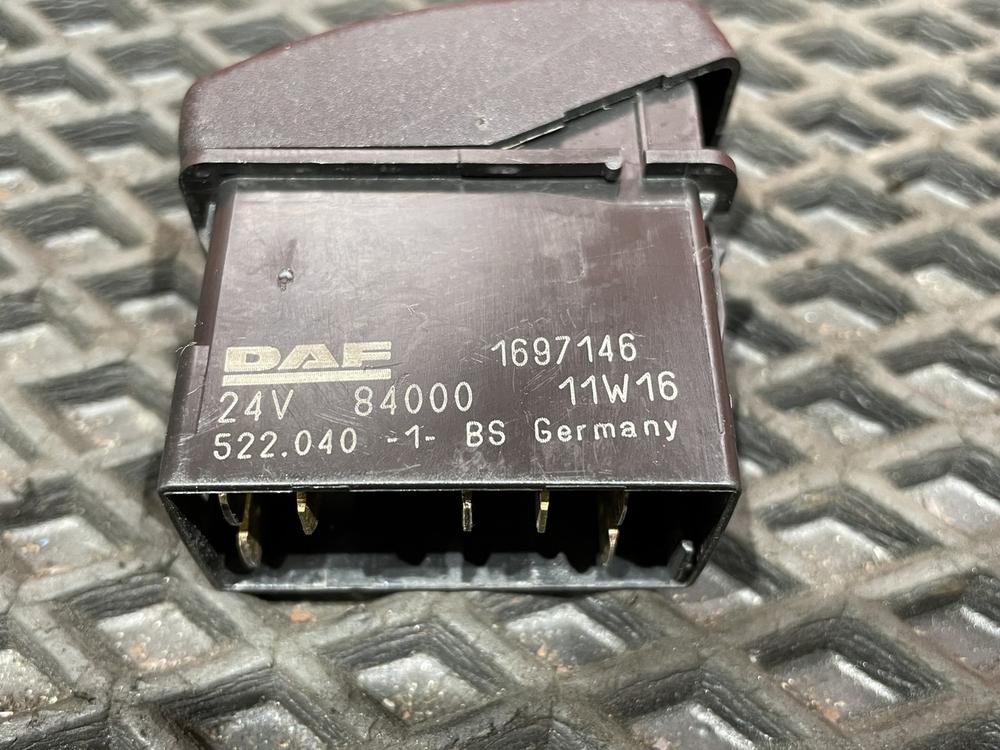 DAF 1697146
24V 84000 11W16
522.040 -1- BS Germany